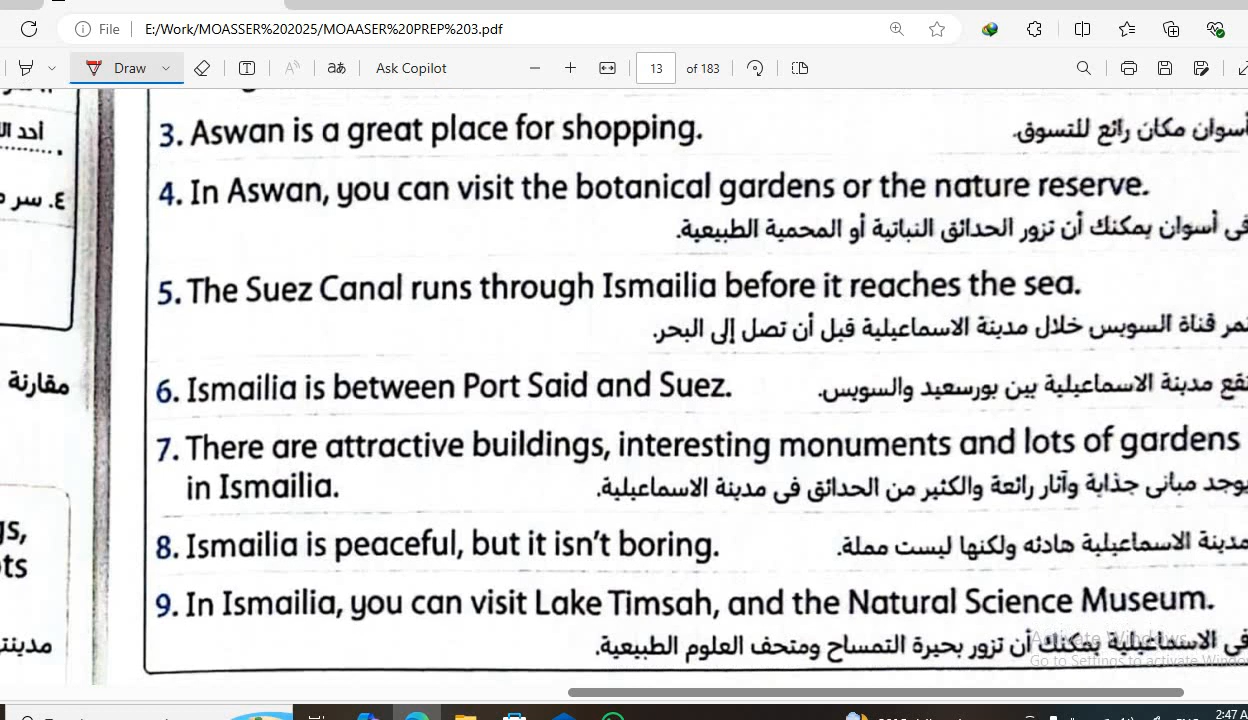 File
E:/Work/MOASSER%202025/MOAASER%20PREP%203.pdf
Draw
Ask Copilot
13 of 183
3. Aswan is a great place for shopping.
أسوان مكان رائع للتسوق.
4. In Aswan, you can visit the botanical gardens or the nature reserve.
فى أسوان يمكنك أن تزور الحدائق النباتية أو المحمية الطبيعية.
5. The Suez Canal runs through Ismailia before it reaches the sea.
تمر قناة السويس خلال مدينة الاسماعيلية قبل أن تصل إلى البحر.
6. Ismailia is between Port Said and Suez.
تقع مدينة الاسماعيلية بين بورسعيد والسويس.
7. There are attractive buildings, interesting monuments and lots of gardens
in Ismailia.
يوجد مبانى جذابة وآثار رائعة والكثير من الحدائق فى مدينة الاسماعيلية.
8. Ismailia is peaceful, but it isn't boring.
مدينة الاسماعيلية هادئه ولكنها ليست مملة.
9. In Ismailia, you can visit Lake Timsah, and the Natural Science Museum.
فى الاسماعيلية يمكنك أن تزور بحيرة التمساح ومتحف العلوم الطبيعية.
مقارنة
Activate Windows
Go to Settings to activate Windo
2:47 A